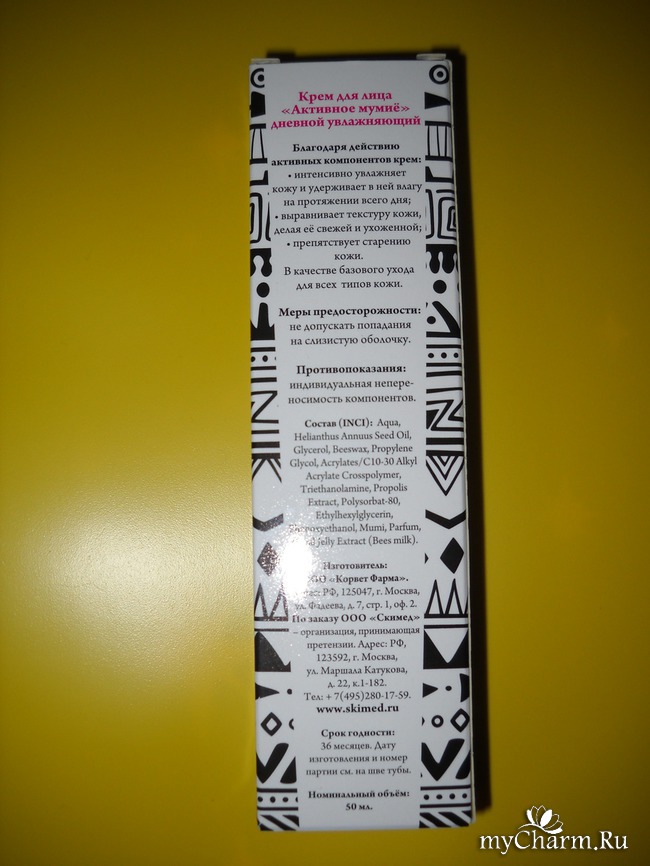 Крем для лица
«Активное мумиё»
дневной увлажняющий
Благодаря действию
активных компонентов крем:
• интенсивно увлажняет
кожу и удерживает в ней влагу
на протяжении всего дня;
• выравнивает текстуру кожи,
делая её свежей и ухоженной;
• препятствует старению
кожи.
В качестве базового ухода
для всех типов кожи.
Меры предосторожности:
не допускать попадания
на слизистую оболочку.
Противопоказания:
индивидуальная непере-
носимость компонентов.
Состав (INCI): Aqua,
Helianthus Annuus Seed Oil,
Glycerol, Beeswax, Propylene
Glycol, Acrylates/C10-30 Alkyl
Acrylate Crosspolymer,
Triethanolamine, Propolis
Extract, Polysorbat-80,
Ethylhexylglycerin,
Mumi, Parfum,
Jelly Extract (Bees milk).
Изготовитель:
«Корвет Фарма».
РФ, 125047, г. Москва,
ул. Фадеева, д. 7, стр. 1, оф. 2.
По заказу ООО «Скимед»
– организация, принимающая
претензии. Адрес: РФ,
123592, г. Москва,
ул. Маршала Катукова,
д. 22, к.1-182.
Тел: + 7(495)280-17-59.
www.skimed.ru
Срок годности:
36 месяцев. Дату
изготовления и номер
партии см. на шве тубы.
Номинальный объём:
50 мл.
myCharm.Ru